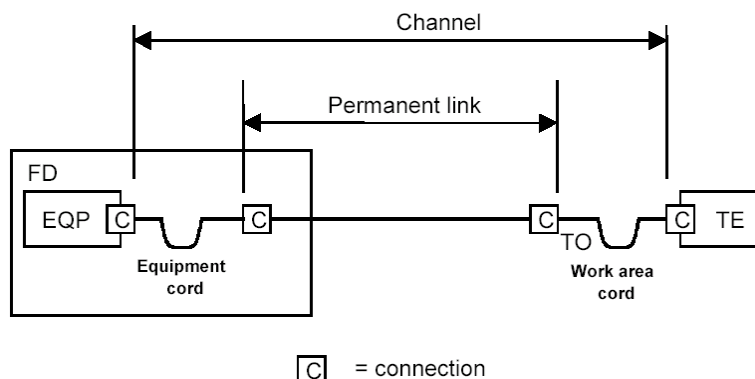 Channel
Permanent link
FD
EQP
C
C
C
TO
C
TE
Equipment
cord
Work area
cord
C = connection